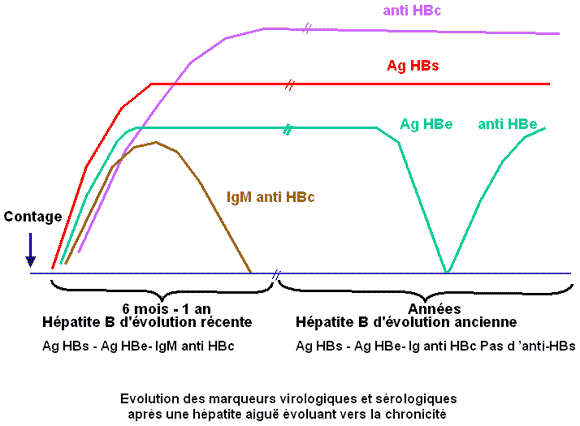 anti HBc
Ag HBs
Ag HBe anti HBe
IgM anti HBc
Contage
6 mois - 1 an
Hépatite B d'évolution récente
Ag HBs - Ag HBe- IgM anti HBc
Années
Hépatite B d'évolution ancienne
Ag HBs - Ag HBe- Ig anti HBc Pas d 'anti-HBs
Evolution des marqueurs virologiques et sérologiques
après une hépatite aiguë évoluant vers la chronicité